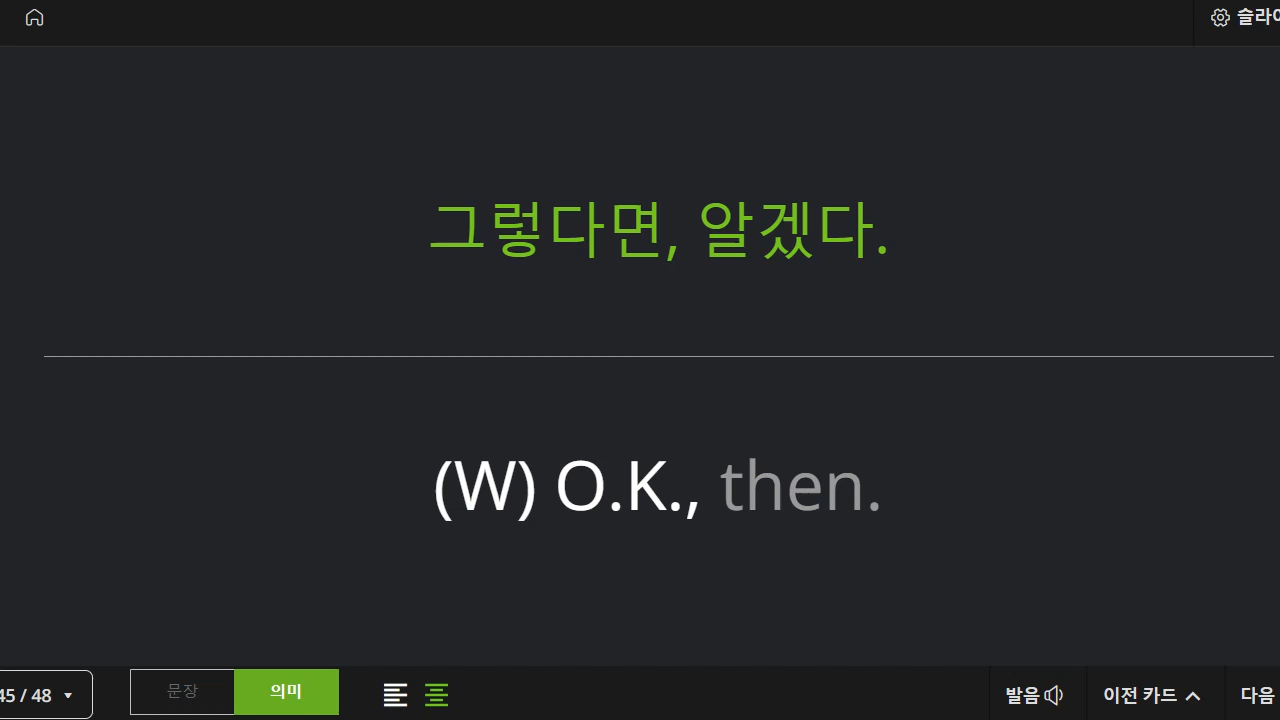 슬라이
그렇다면, 알겠다.
(W) O.K., then.
45 / 48
문장
의미
발음
이전 카드
다음